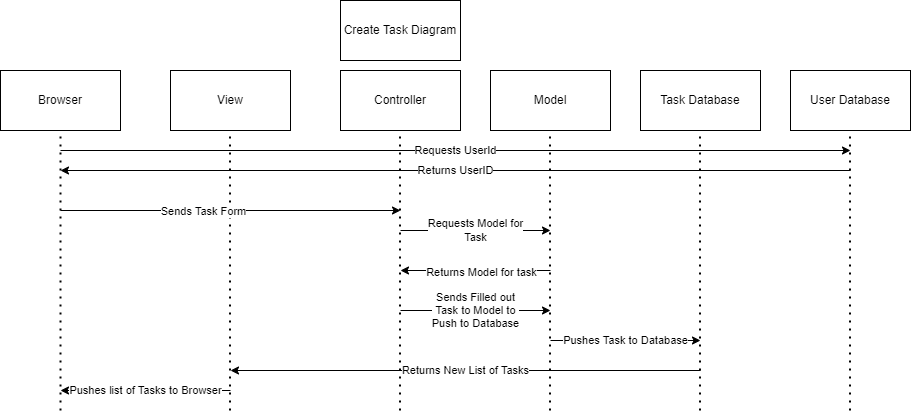 Create Task Diagram
Browser
View
Controller
Model
Task Database
User Database
Requests UserId
Returns UserID
Sends Task Form
Requests Model for
Task
Returns Model for task
Sends Filled out
Task to Model to
Push to Database
Pushes Task to Database
Returns New List of Tasks
Pushes list of Tasks to Browser